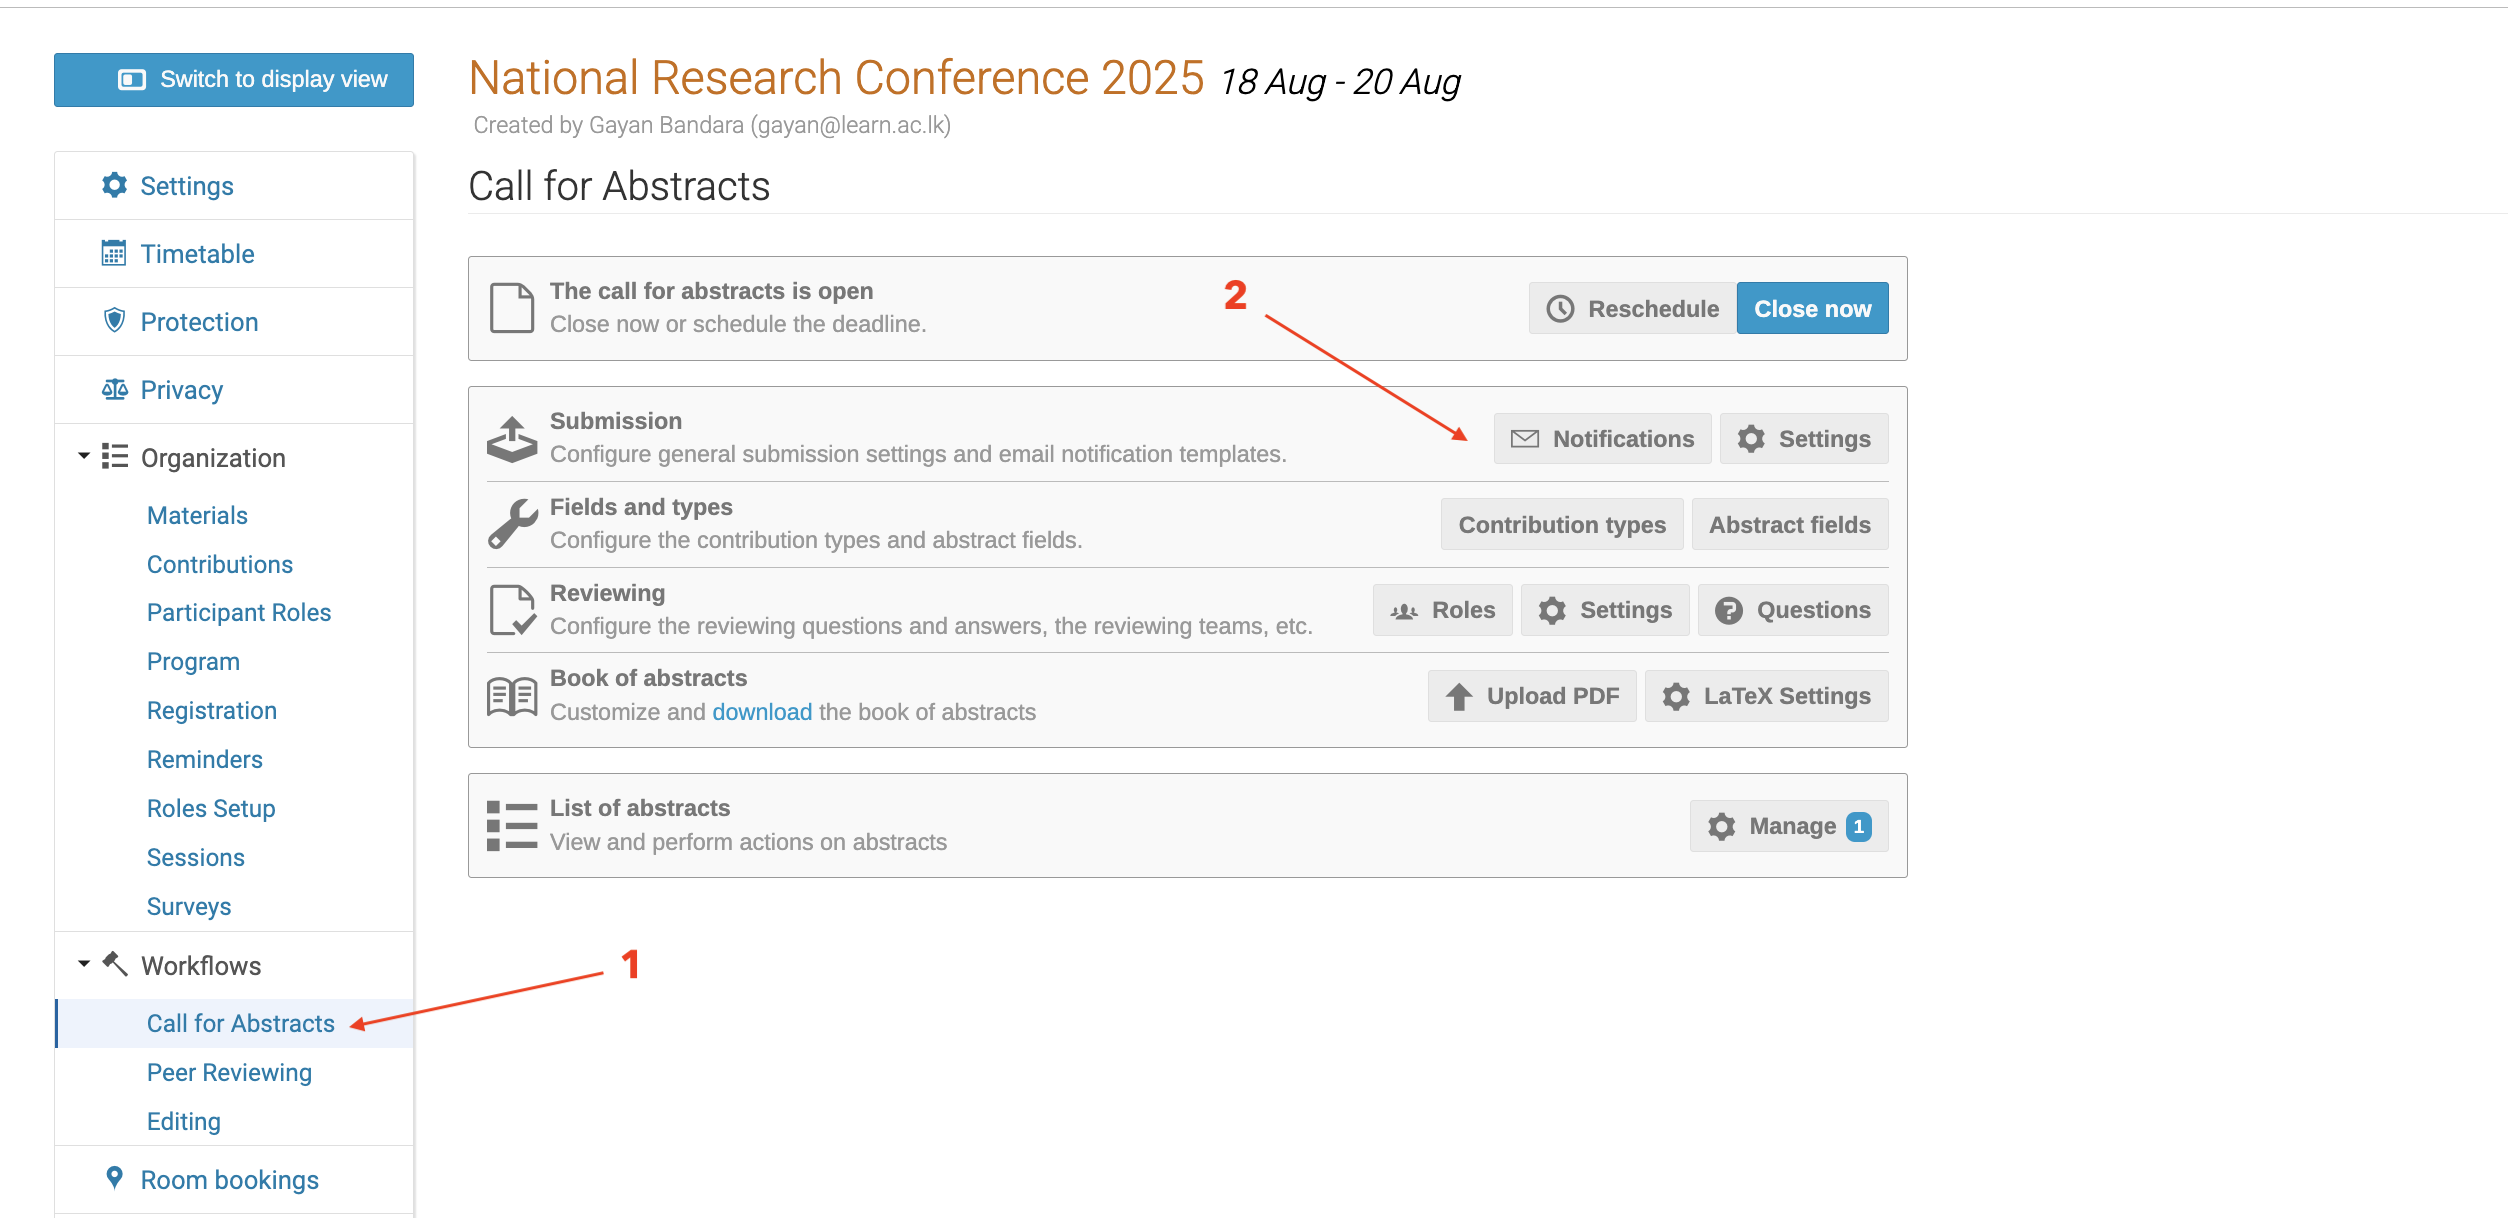 Switch to display view
National Research Conference 2025 18 Aug - 20 Aug
Created by Gayan Bandara (gayan@learn.ac.lk)
Settings
Timetable
Protection
Privacy
Organization
Materials
Contributions
Participant Roles
Program
Registration
Reminders
Roles Setup
Sessions
Surveys
Workflows
Call for Abstracts
Peer Reviewing
Editing
Room bookings
1
Call for Abstracts
The call for abstracts is open
Close now or schedule the deadline.
2
Reschedule
Close now
Submission
Configure general submission settings and email notification templates.
Notifications
Settings
Fields and types
Configure the contribution types and abstract fields.
Contribution types
Abstract fields
Reviewing
Configure the reviewing questions and answers, the reviewing teams, etc.
Roles
Settings
Questions
Book of abstracts
Customize and download the book of abstracts
Upload PDF
LaTeX Settings
List of abstracts
View and perform actions on abstracts
Manage 1